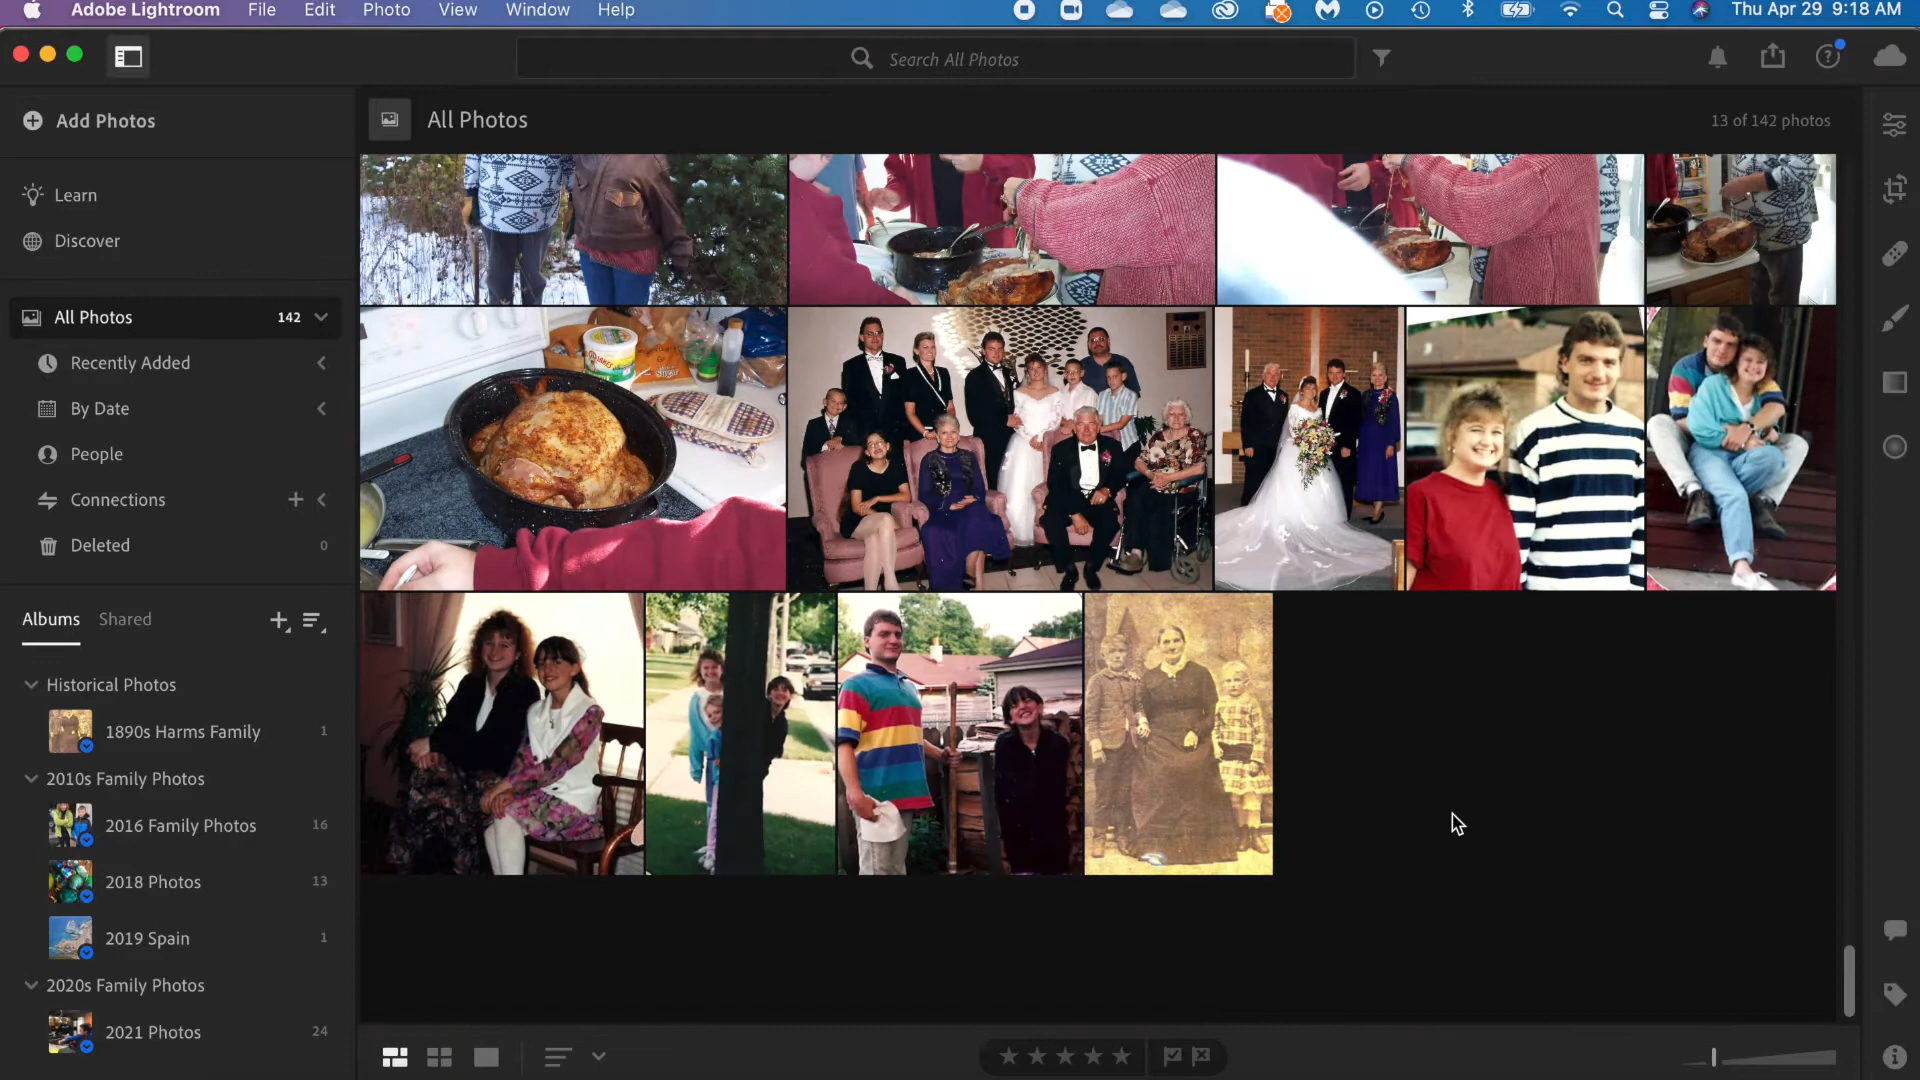 Adobe Lightroom File Edit Photo View Window Help Thu Apr 29 9:18 AM
Search All Photos
Add Photos
All Photos 13 of 142 photos
Learn
Discover
All Photos 142
Recently Added
By Date
People
Connections
Deleted 0
Albums Shared
Historical Photos
1890s Harms Family 1
2010s Family Photos
2016 Family Photos 16
2018 Photos 13
2019 Spain 1
2020s Family Photos
2021 Photos 24